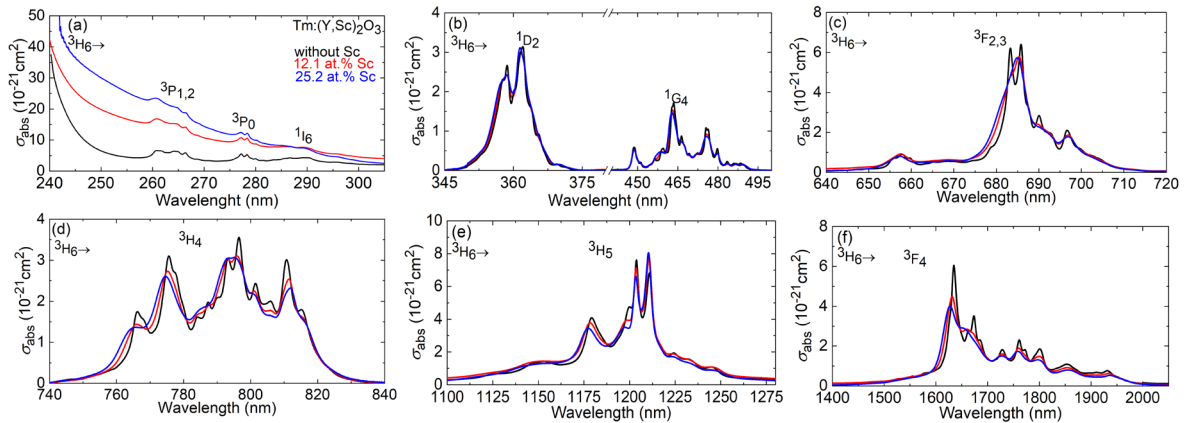 (a)
Tm:(Y,Sc)₂O₃
³H₆→
without Sc
12.1 at.% Sc
25.2 at.% Sc
³P₁,₂
³P₀
¹I₆
σabs (10⁻²¹cm²)
50
40
30
20
10
0
240 250 260 270 280 290 300
Wavelenght (nm)
(b)
³H₆→
¹D₂
¹G₄
σabs (10⁻²¹cm²)
4
3
2
1
0
345 360 375 450 465 480 495
Wavelenght (nm)
(c)
³H₆→
³F₂,₃
σabs (10⁻²¹cm²)
8
6
4
2
0
640 650 660 670 680 690 700 710 720
Wavelenght (nm)
(d)
³H₆→
³H₄
σabs (10⁻²¹cm²)
4
3
2
1
0
740 760 780 800 820 840
Wavelength (nm)
(e)
³H₆→
³H₅
σabs (10⁻²¹cm²)
10
8
6
4
2
0
1100 1125 1150 1175 1200 1225 1250 1275
Wavelength (nm)
(f)
³H₆→
³F₄
σabs (10⁻²¹cm²)
8
6
4
2
0
1400 1500 1600 1700 1800 1900 2000
Wavelength (nm)